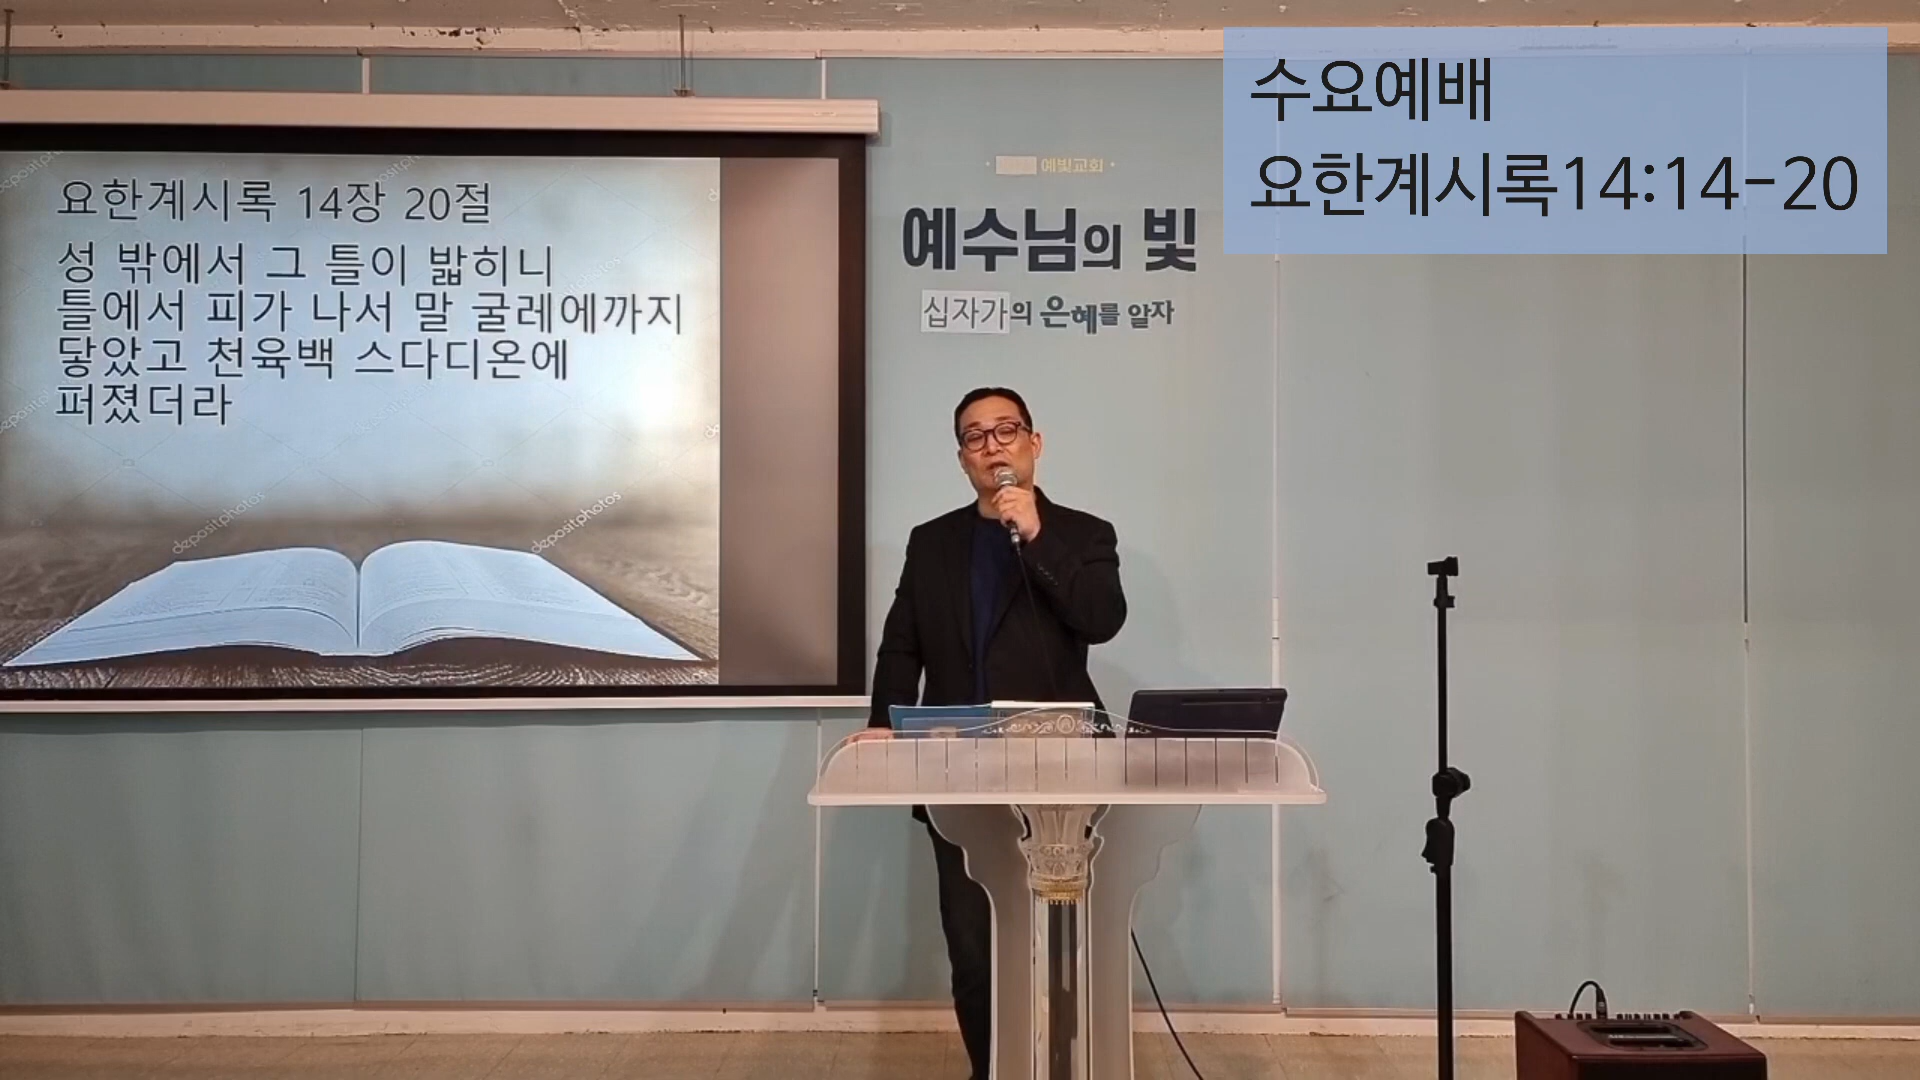 수요예배
요한계시록14:14-20
요한계시록 14장 20절
성 밖에서 그 틀이 밟히니
틀에서 피가 나서 말 굴레에까지
닿았고 천육백 스다디온에
퍼졌더라
depositphotos
depositphotos
예빛교회
예수님의 빛
십자가의 은혜를 알자